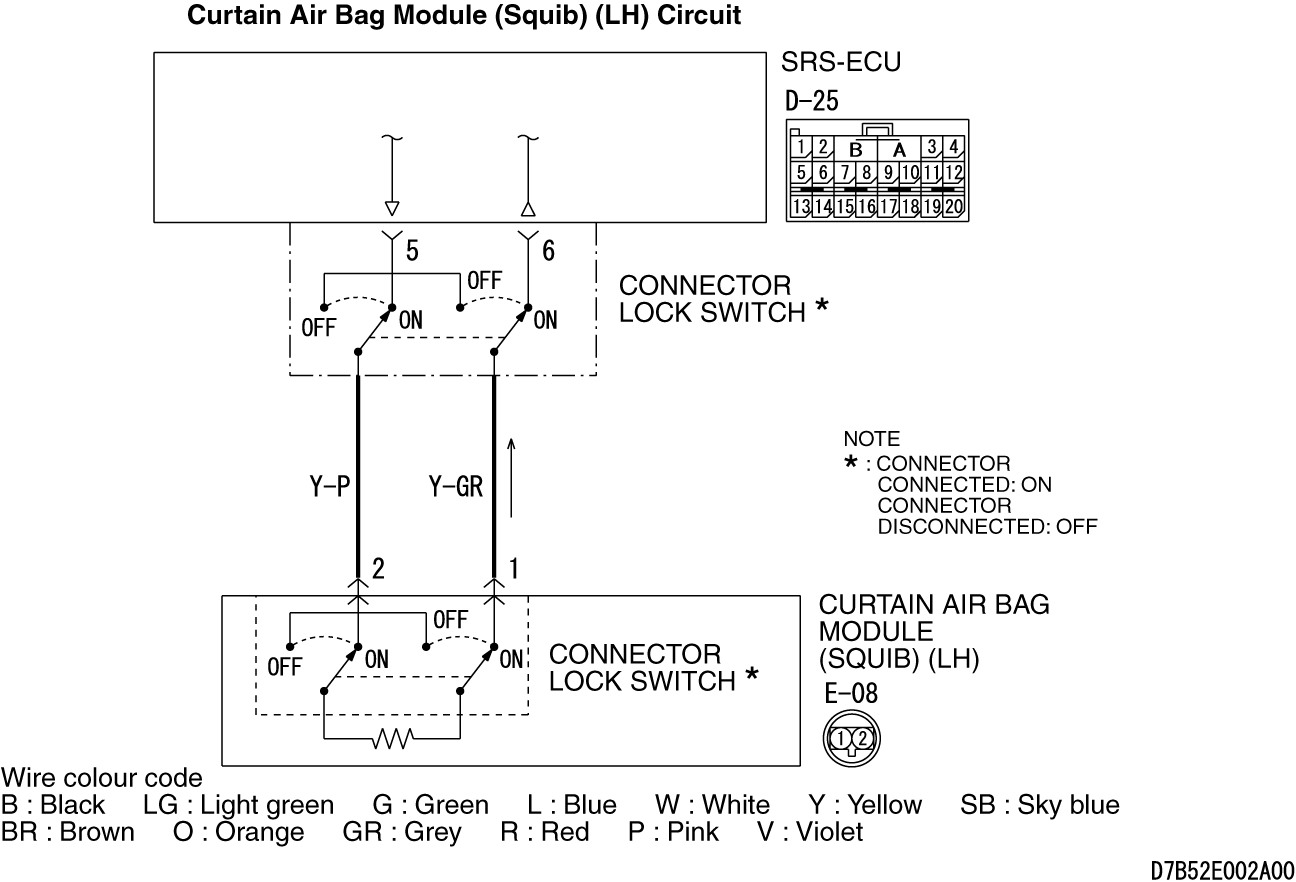 Curtain Air Bag Module (Squib) (LH) Circuit
SRS-ECU
D-25
1 2 B A 3 4
5 6 7 8 9 10 11 12
13 14 15 16 17 18 19 20
5 6
OFF
CONNECTOR
LOCK SWITCH *
OFF ON ON
NOTE
* : CONNECTOR
CONNECTED: ON
CONNECTOR
DISCONNECTED: OFF
Y-P Y-GR
2 1
CURTAIN AIR BAG
MODULE
(SQUIB) (LH)
E-08
1 2
OFF
OFF ON ON
CONNECTOR
LOCK SWITCH *
Wire colour code
B : Black LG : Light green G : Green L : Blue W : White Y : Yellow SB : Sky blue
BR : Brown O : Orange GR : Grey R : Red P : Pink V : Violet
D7B52E002A00